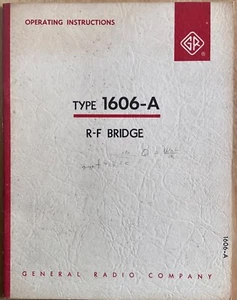 OPERATING INSTRUCTIONS
GR
TYPE 1606-A
R-F BRIDGE
1606-A
GENERAL RADIO COMPANY